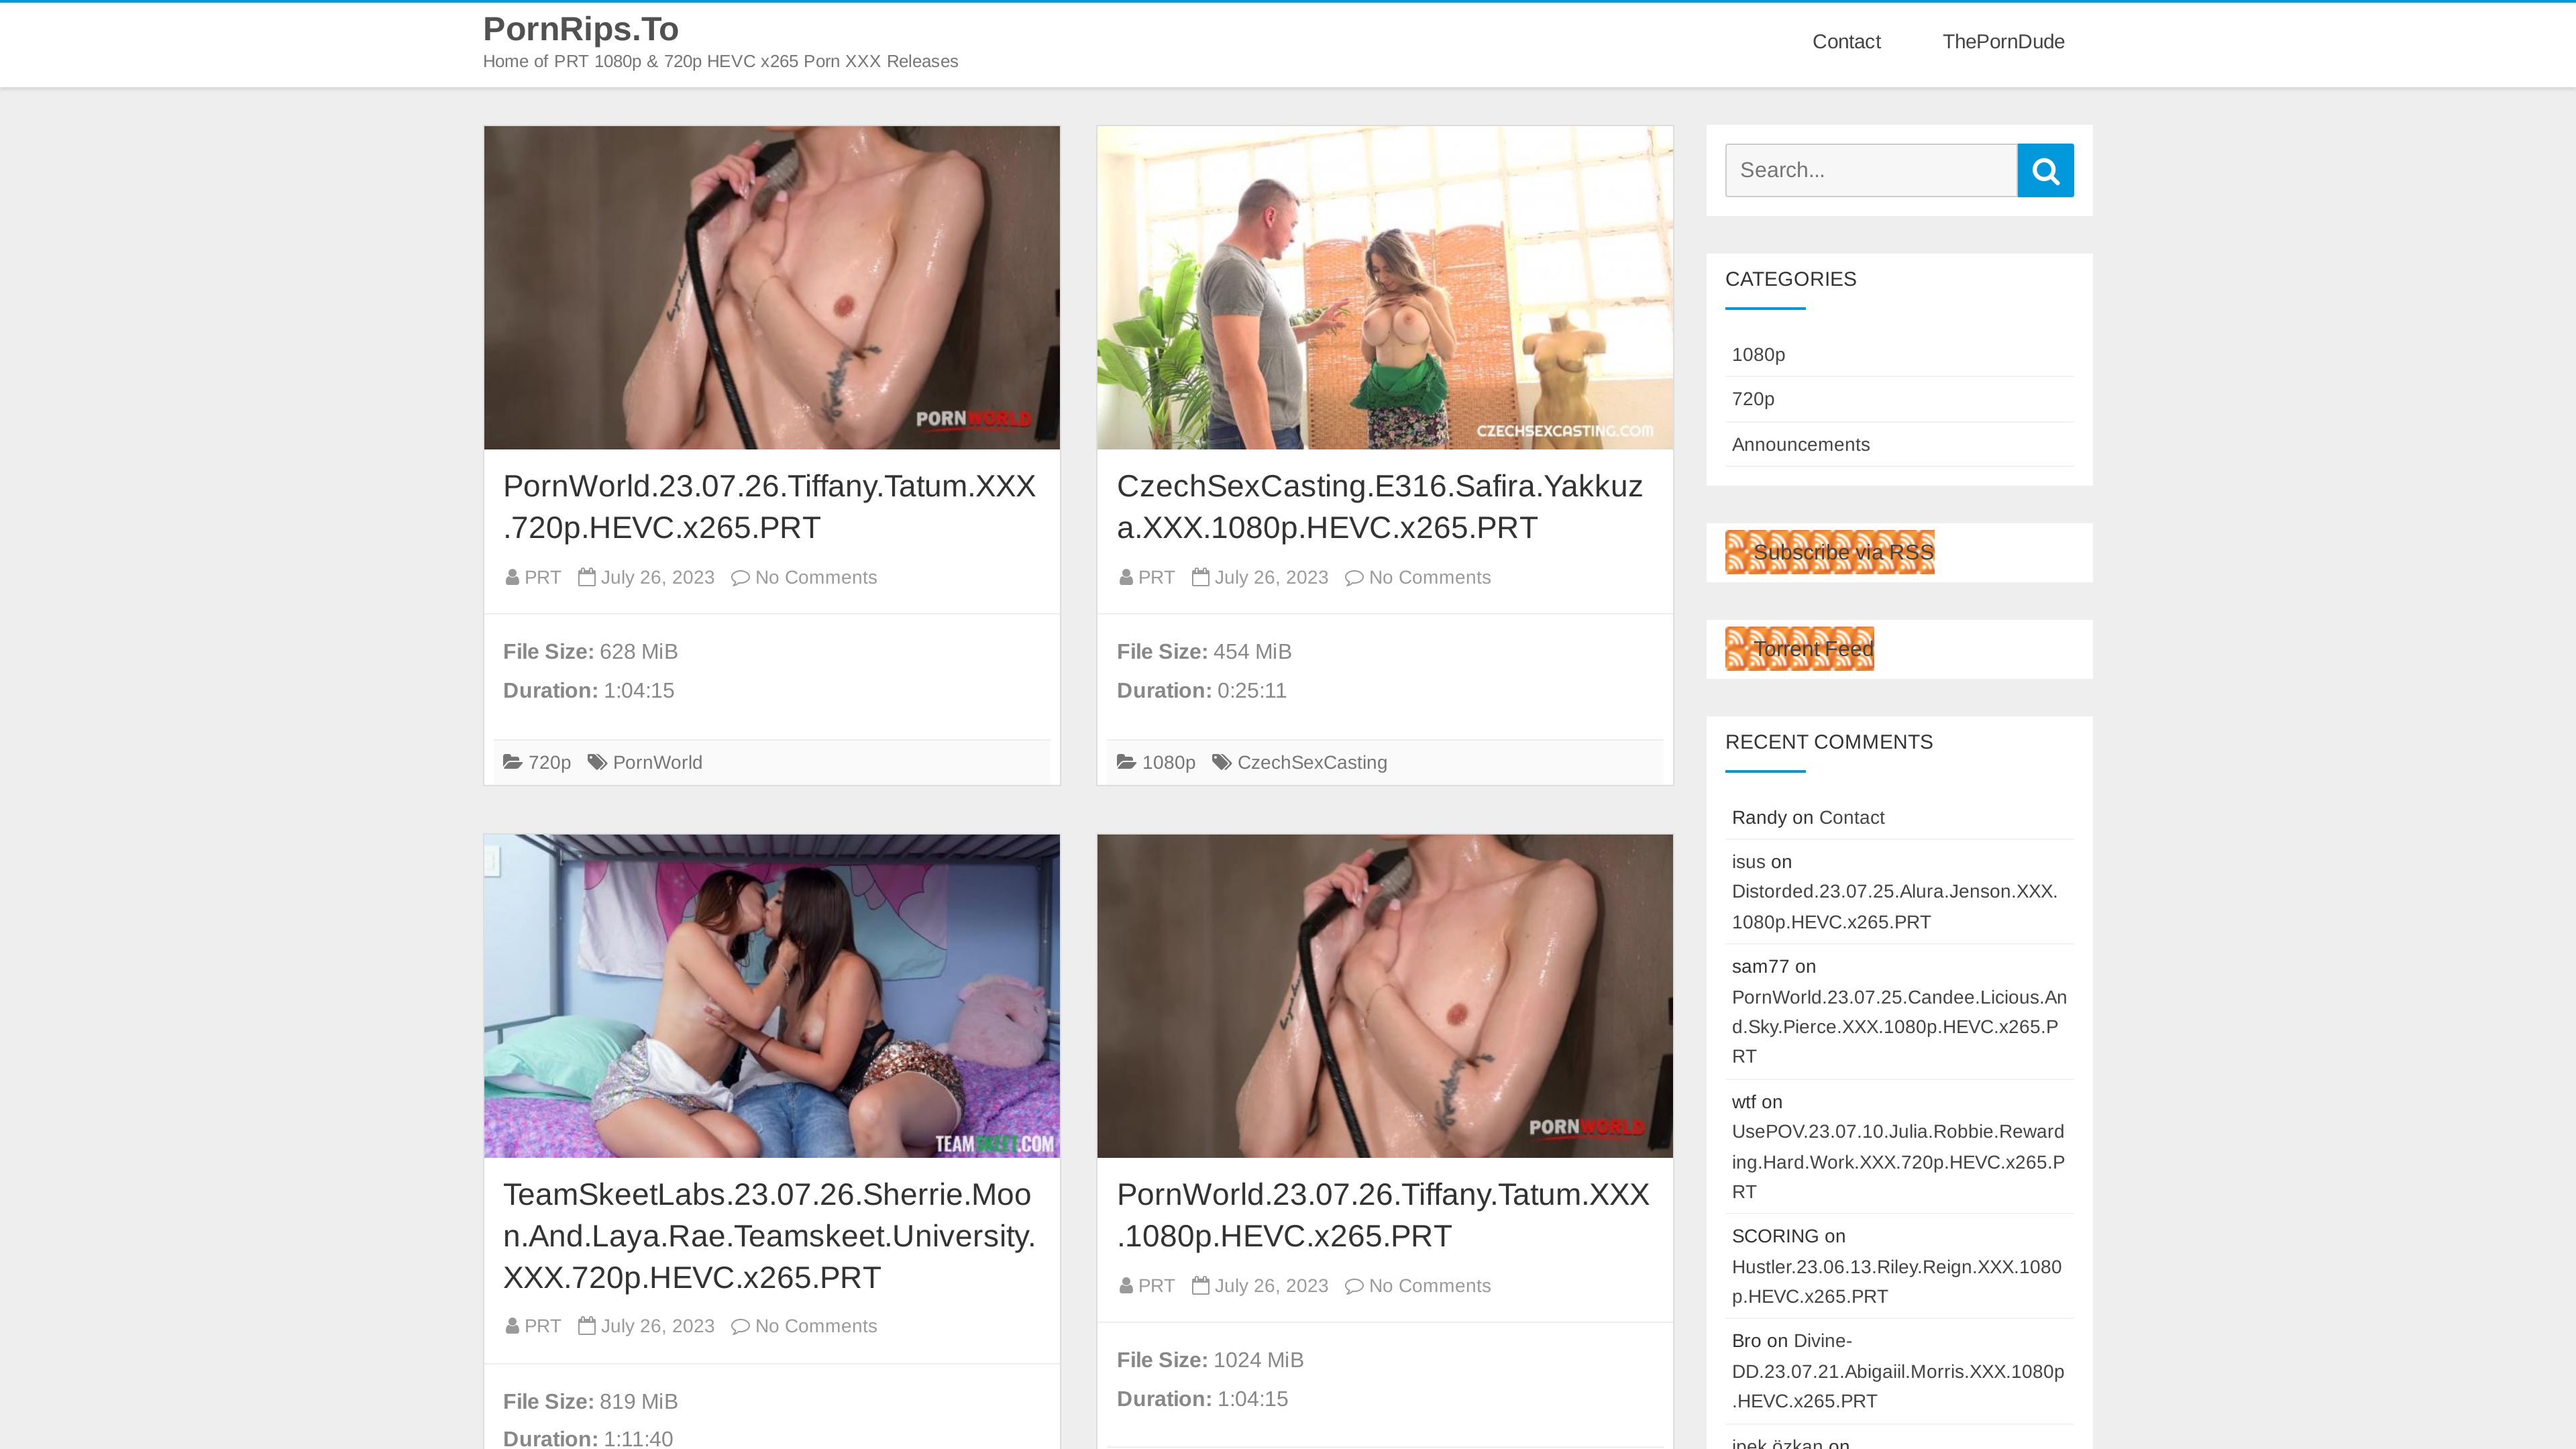 PornRips.To
Home of PRT 1080p & 720p HEVC x265 Porn XXX Releases
Contact
ThePornDude
PORNWORLD
PornWorld.23.07.26.Tiffany.Tatum.XXX
.720p.HEVC.x265.PRT
PRT July 26, 2023 No Comments
File Size: 628 MiB
Duration: 1:04:15
720p PornWorld
CZECHSEXCASTING.COM
CzechSexCasting.E316.Safira.Yakkuz
a.XXX.1080p.HEVC.x265.PRT
PRT July 26, 2023 No Comments
File Size: 454 MiB
Duration: 0:25:11
1080p CzechSexCasting
TEAMSKEET.COM
TeamSkeetLabs.23.07.26.Sherrie.Moo
n.And.Laya.Rae.Teamskeet.University.
XXX.720p.HEVC.x265.PRT
PRT July 26, 2023 No Comments
File Size: 819 MiB
Duration: 1:11:40
PORNWORLD
PornWorld.23.07.26.Tiffany.Tatum.XXX
.1080p.HEVC.x265.PRT
PRT July 26, 2023 No Comments
File Size: 1024 MiB
Duration: 1:04:15
Search...
CATEGORIES
1080p
720p
Announcements
Subscribe via RSS
Torrent Feed
RECENT COMMENTS
Randy on Contact
isus on
Distorted.23.07.25.Alura.Jenson.XXX.
1080p.HEVC.x265.PRT
sam77 on
PornWorld.23.07.25.Candee.Licious.An
d.Sky.Pierce.XXX.1080p.HEVC.x265.P
RT
wtf on
UsePOV.23.07.10.Julia.Robbie.Reward
ing.Hard.Work.XXX.720p.HEVC.x265.P
RT
SCORING on
Hustler.23.06.13.Riley.Reign.XXX.1080
p.HEVC.x265.PRT
Bro on Divine-
DD.23.07.21.Abigaiil.Morris.XXX.1080p
.HEVC.x265.PRT
ipek özkan on